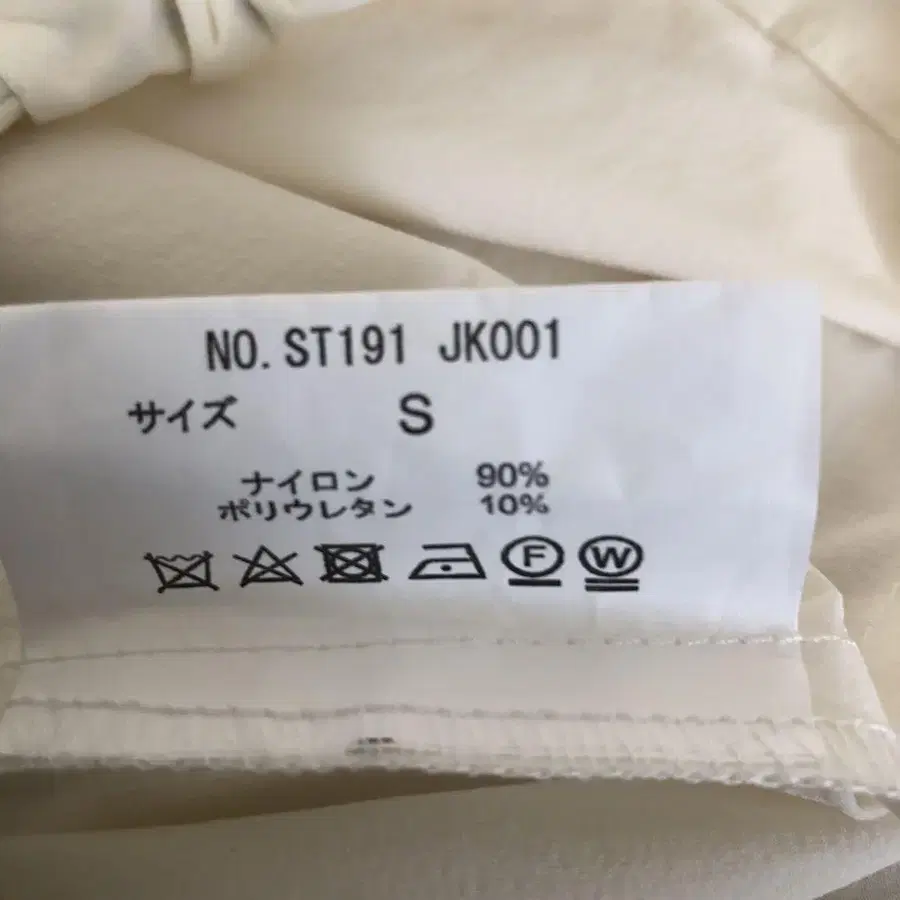 NO. ST191 JK001
サイズ S
ナイロン 90%
ポリウレタン 10%
F W